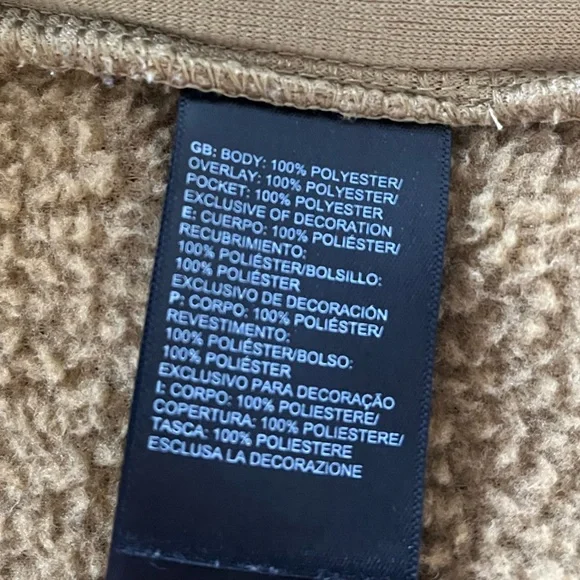 GB: BODY: 100% POLYESTER/
OVERLAY: 100% POLYESTER/
POCKET: 100% POLYESTER
EXCLUSIVE OF DECORATION
E: CUERPO: 100% POLIÉSTER/
RECUBRIMIENTO:
100% POLIÉSTER/BOLSILLO:
100% POLIÉSTER
EXCLUSIVO DE DECORACIÓN
P: CORPO: 100% POLIÉSTER/
REVESTIMENTO:
100% POLIÉSTER/BOLSO:
100% POLIÉSTER
EXCLUSIVO PARA DECORAÇÃO
I: CORPO: 100% POLIESTERE/
COPERTURA: 100% POLIESTERE/
TASCA: 100% POLIESTERE
ESCLUSA LA DECORAZIONE